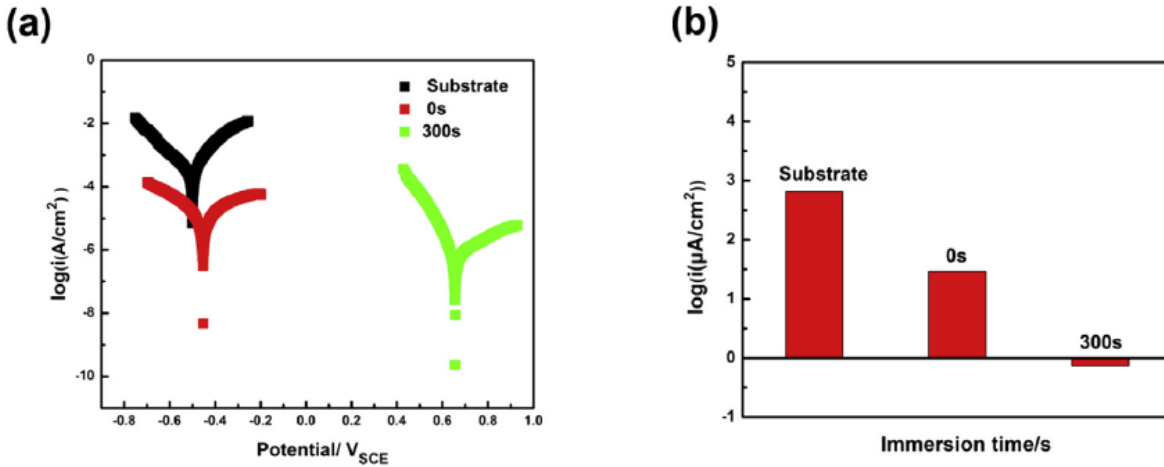 (a)
0
-2
-4
-6
-8
-10
log(i(A/cm²))
Substrate
0s
300s
-0.8 -0.6 -0.4 -0.2 0.0 0.2 0.4 0.6 0.8 1.0
Potential/ V_SCE
(b)
5
4
3
2
1
0
-1
log(i(μA/cm²))
Substrate
0s
300s
Immersion time/s